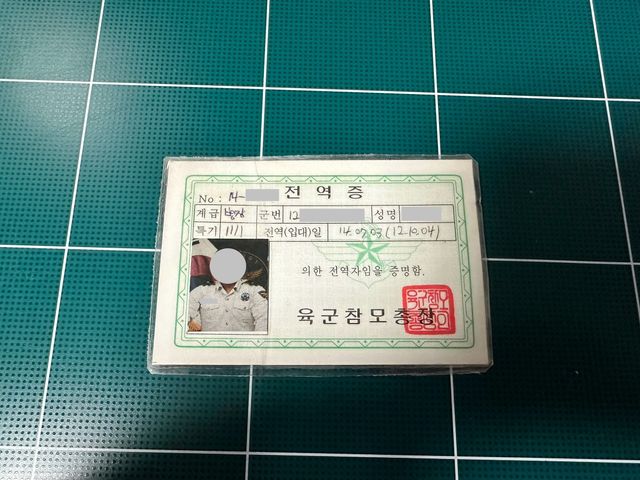 No : 14- 전역증
계급 병장 군번 12 성명
특기 1111 전역(입대)일 14.07.03 (12.10.04)
의한 전역자임을 증명함.
육군참모총장